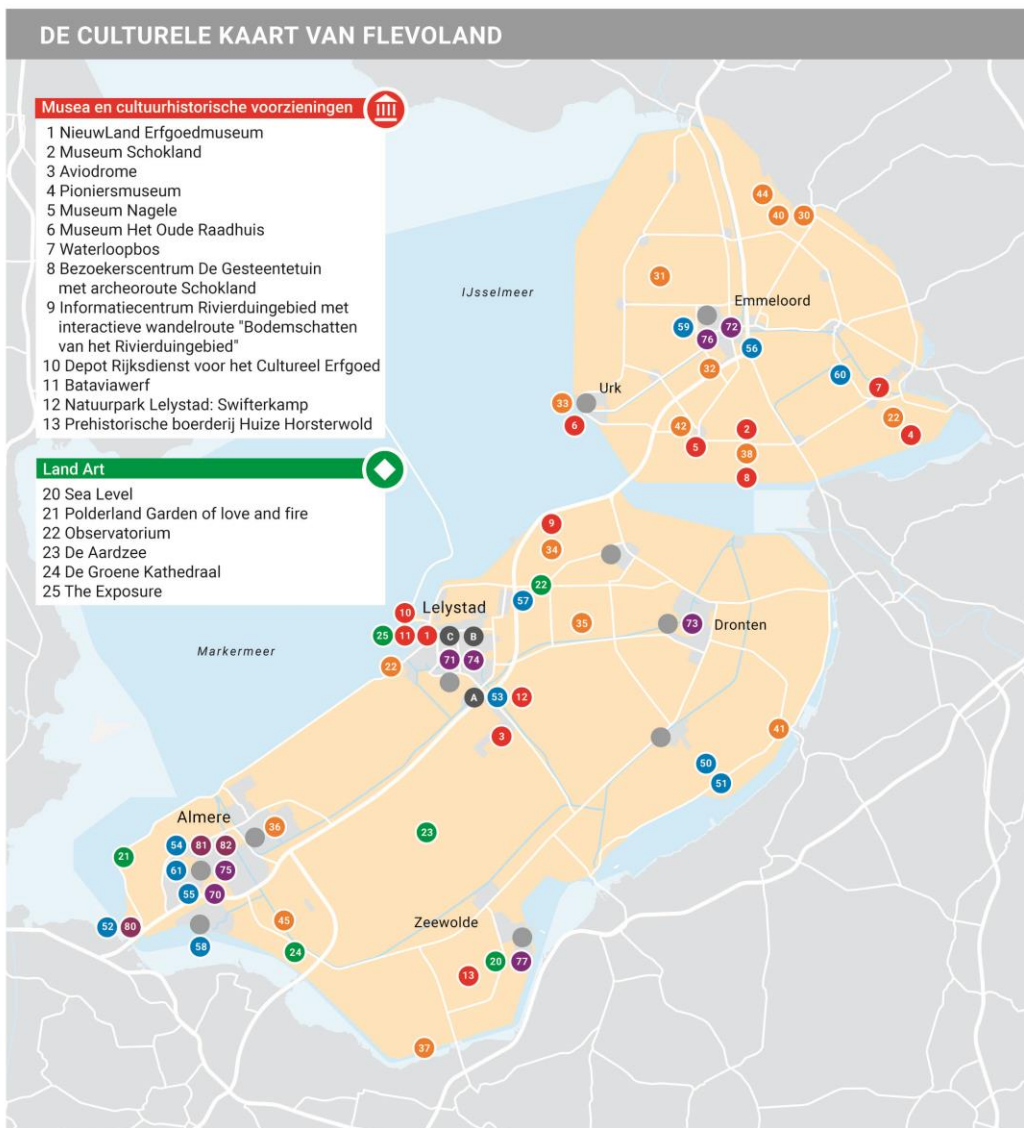 DE CULTURELE KAART VAN FLEVOLAND
Musea en cultuurhistorische voorzieningen
1 NieuwLand Erfgoedmuseum
2 Museum Schokland
3 Aviodrome
4 Pioniersmuseum
5 Museum Nagele
6 Museum Het Oude Raadhuis
7 Waterloopbos
8 Bezoekerscentrum De Gesteentetuin
met archeoroute Schokland
9 Informatiecentrum Rivierduingebied met
interactieve wandelroute "Bodemschatten
van het Rivierduingebied"
10 Depot Rijksdienst voor het Cultureel Erfgoed
11 Bataviawerf
12 Natuurpark Lelystad: Swifterkamp
13 Prehistorische boerderij Huize Horsterwold
Land Art
20 Sea Level
21 Polderland Garden of love and fire
22 Observatorium
23 De Aardzee
24 De Groene Kathedraal
25 The Exposure
44
40 30
31
IJsselmeer
Emmeloord
59 72
76
56
32
60
7
Urk
33
6
22
4
42
5
2
38
8
9
34
22
57
Lelystad
10
25 11 1 C B
35
73
Dronten
Markermeer
22
71 74
A 53 12
3
41
50
51
Almere
36
23
54 81 82
21
61 75
55 70
52 80
45
58
24
Zeewolde
20 77
13
37